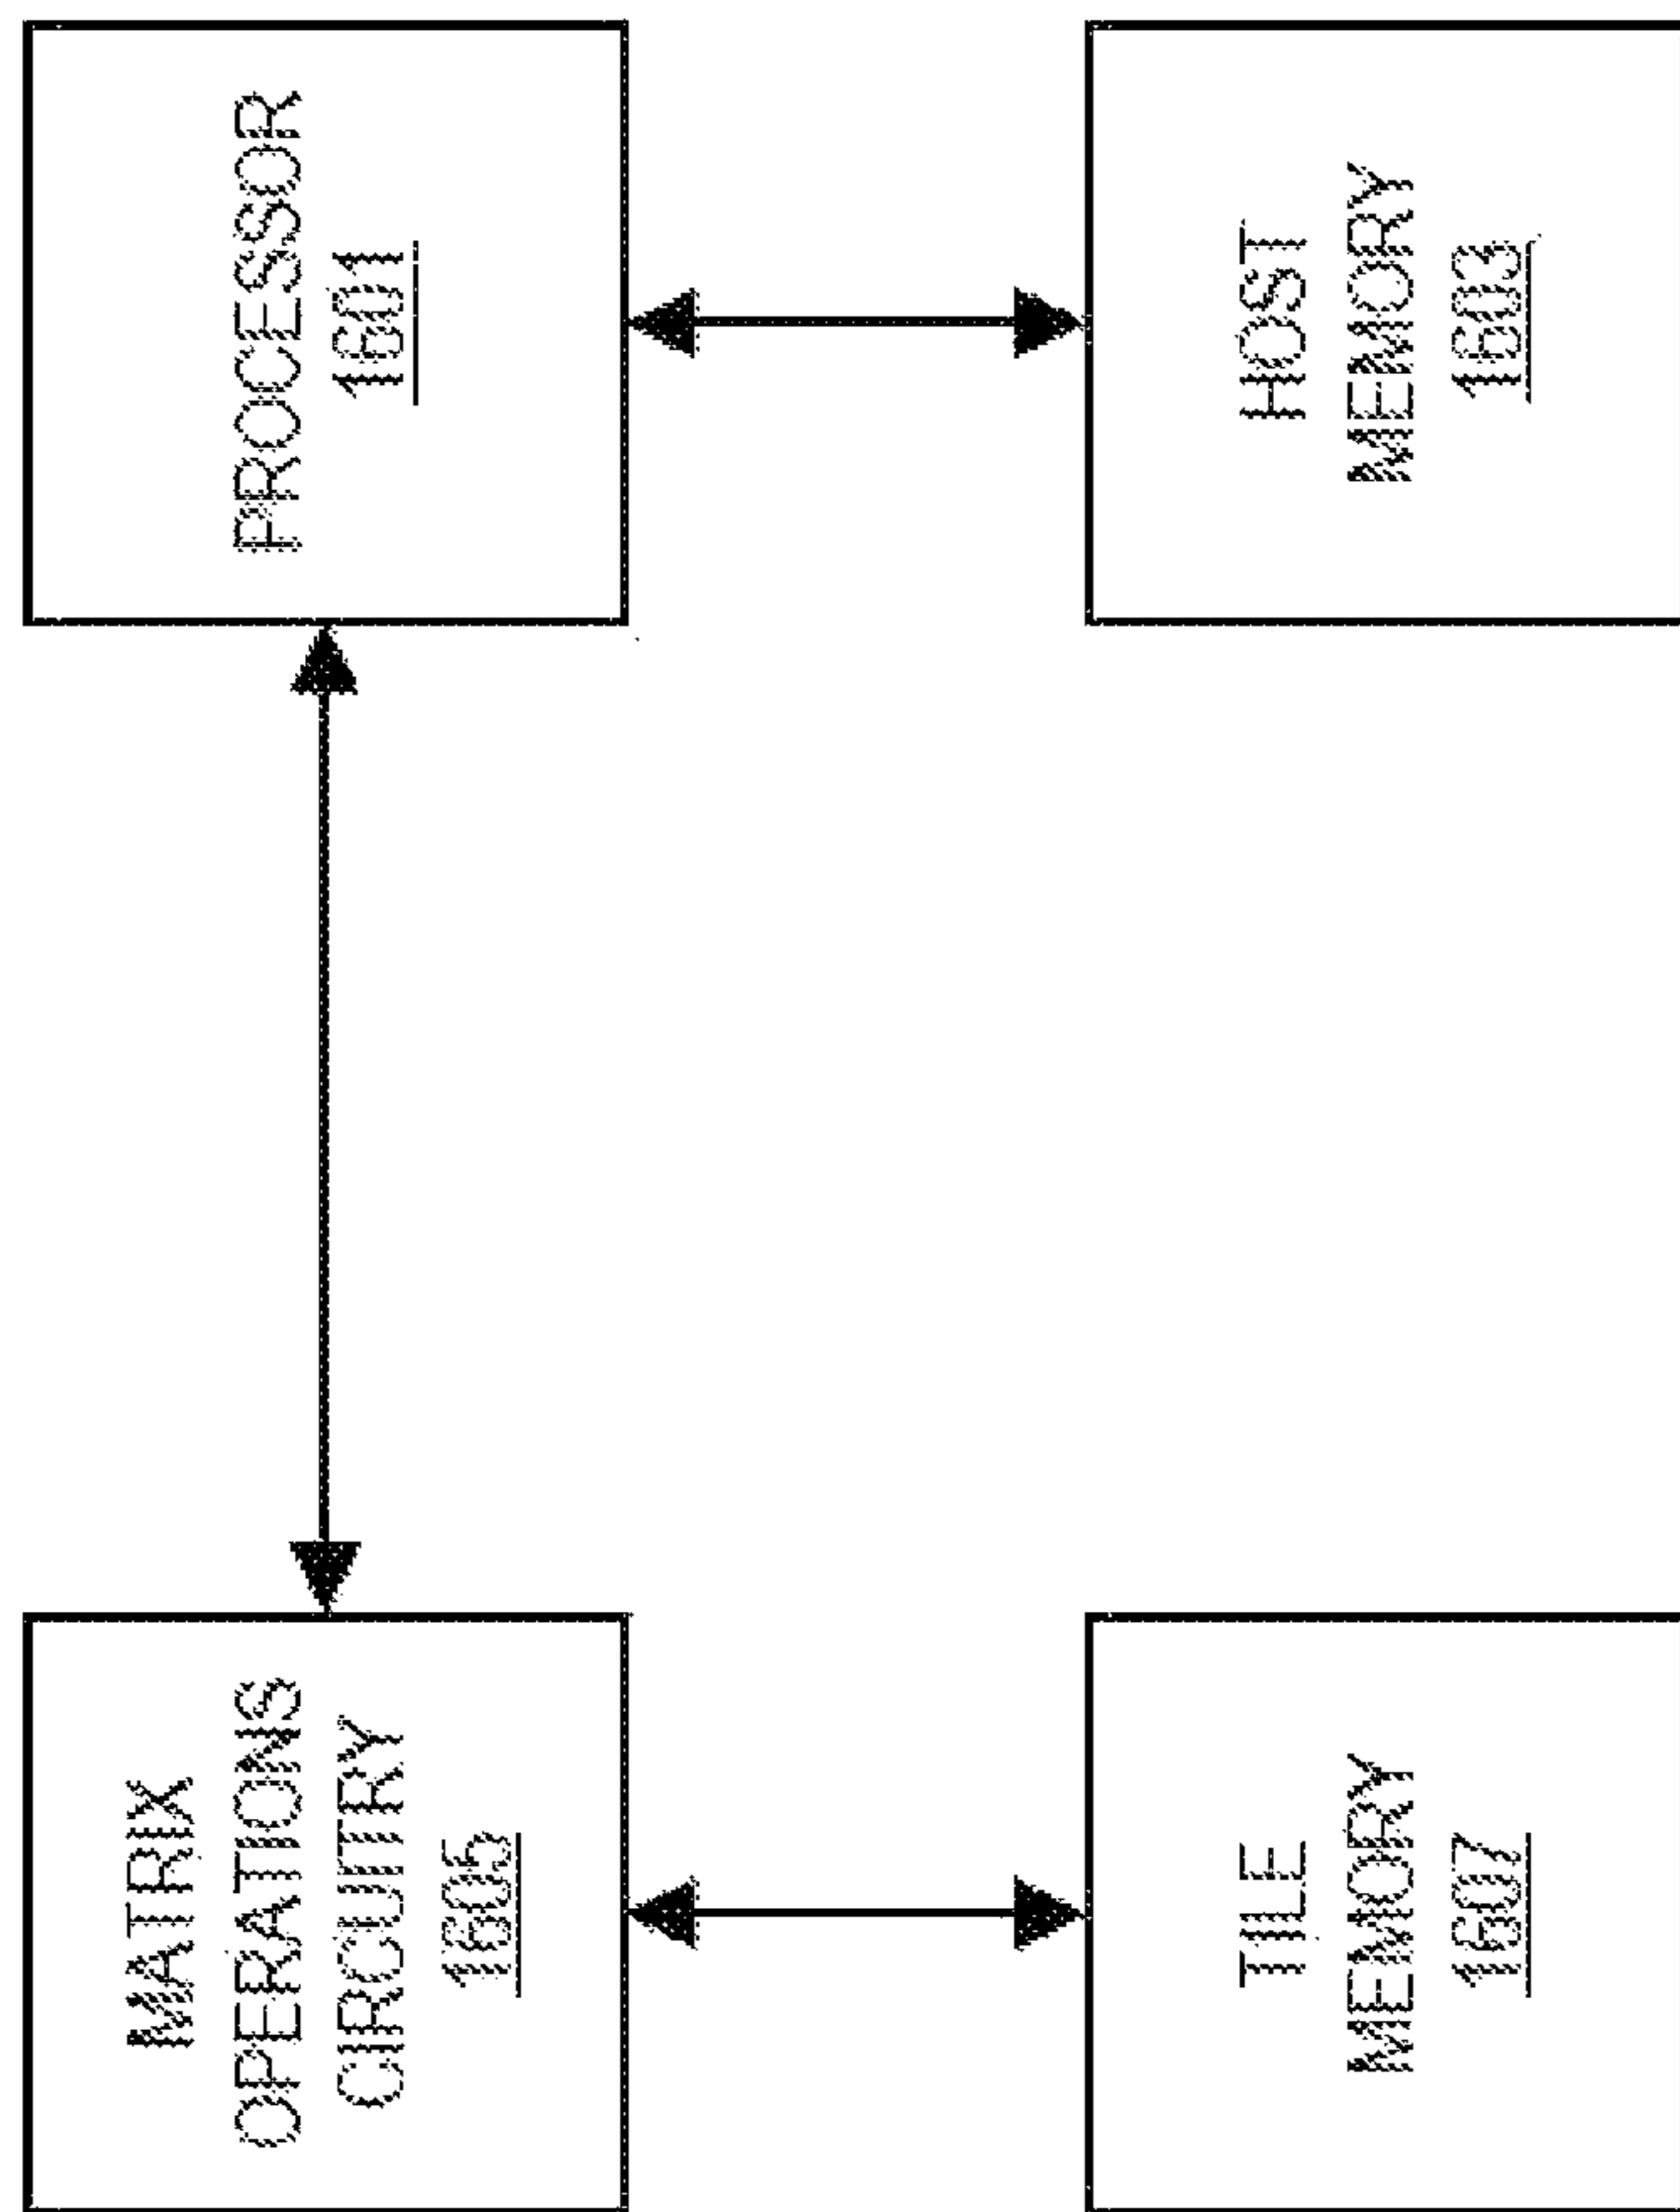 MATRIX
OPERATIONS
CIRCUITRY
1605
PROCESSOR
1601
TILE
MEMORY
1607
HOST
MEMORY
1603